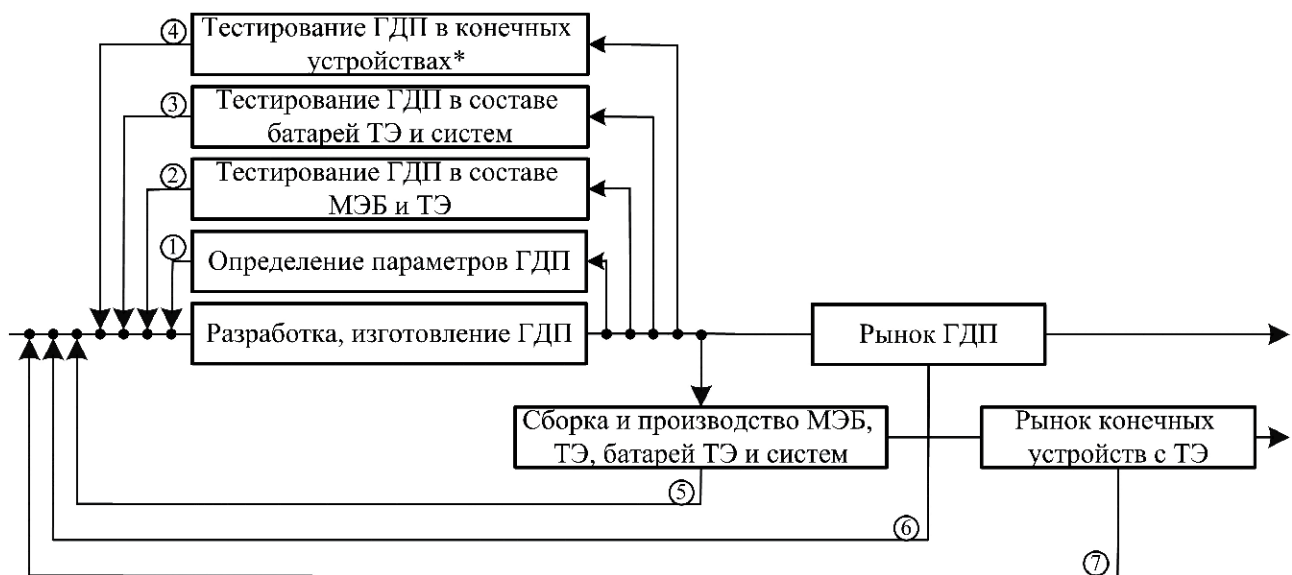 ④
Тестирование ГДП в конечных
устройствах*
③
Тестирование ГДП в составе
батарей ТЭ и систем
②
Тестирование ГДП в составе
МЭБ и ТЭ
①
Определение параметров ГДП
Разработка, изготовление ГДП
Рынок ГДП
Сборка и производство МЭБ,
ТЭ, батарей ТЭ и систем
Рынок конечных
устройств с ТЭ
⑤
⑥
⑦